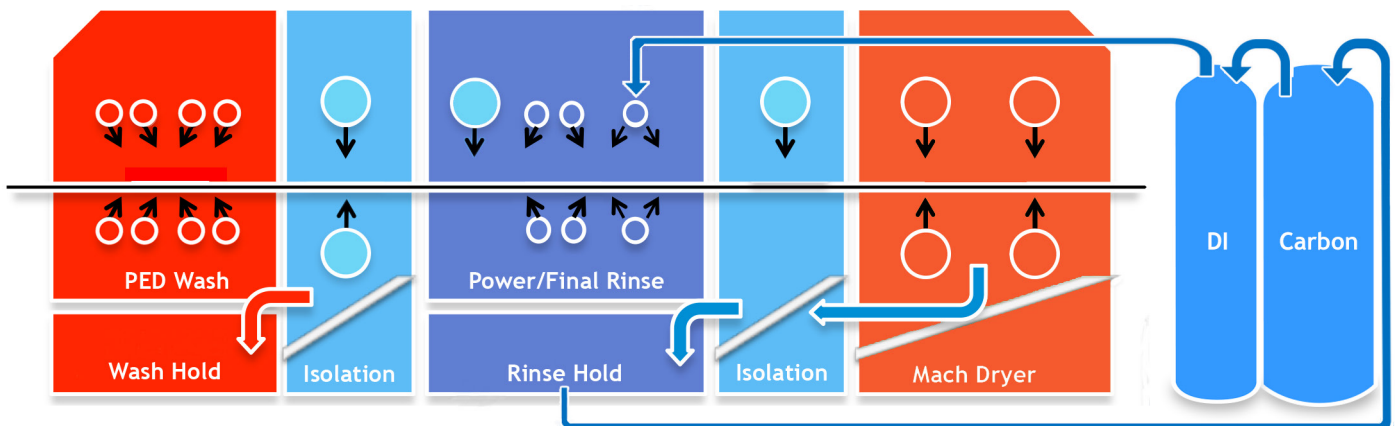 DI
Carbon
PED Wash
Power/Final Rinse
Wash Hold
Isolation
Rinse Hold
Isolation
Mach Dryer